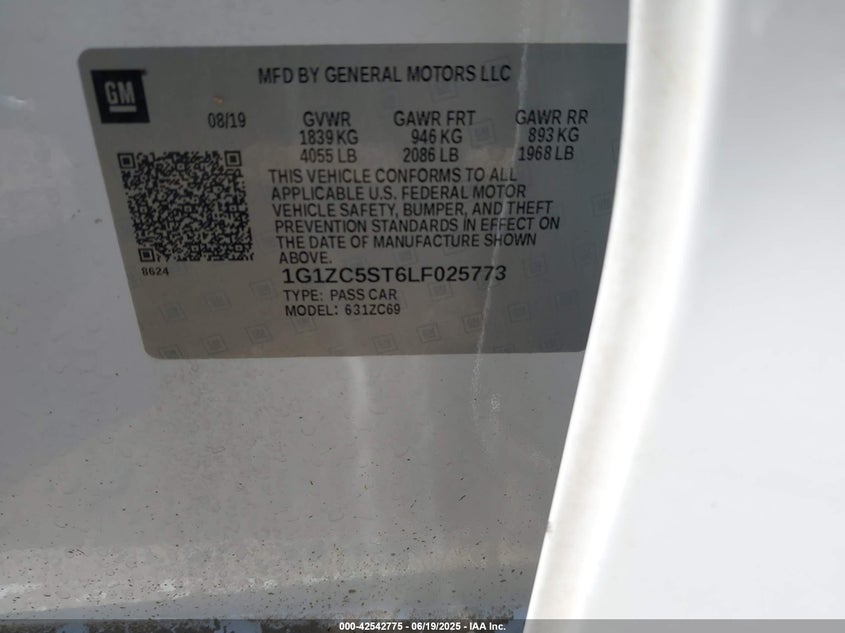 GM
MFD BY GENERAL MOTORS LLC
08/19 GVWR GAWR FRT GAWR RR
1839 KG 946 KG 893 KG
4055 LB 2086 LB 1968 LB
THIS VEHICLE CONFORMS TO ALL
APPLICABLE U.S. FEDERAL MOTOR
VEHICLE SAFETY, BUMPER, AND THEFT
PREVENTION STANDARDS IN EFFECT ON
THE DATE OF MANUFACTURE SHOWN
ABOVE.
8624
1G1ZC5ST6LF025773
TYPE: PASS CAR
MODEL: 631ZC69
000-42542775 - 06/19/2025 - IAA Inc.